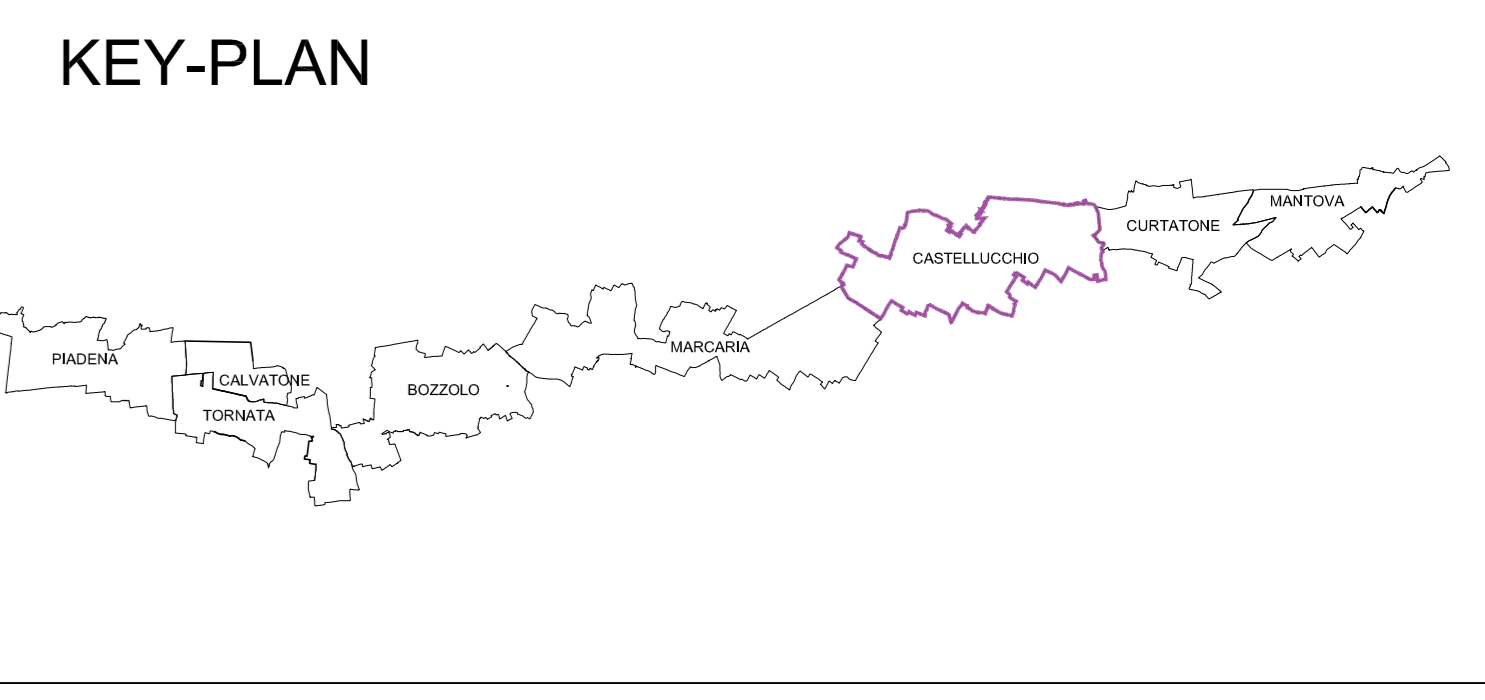 KEY-PLAN
PIADENA
CALVATONE
TORNATA
BOZZOLO
MARCARIA
CASTELLUCCHIO
CURTATONE
MANTOVA